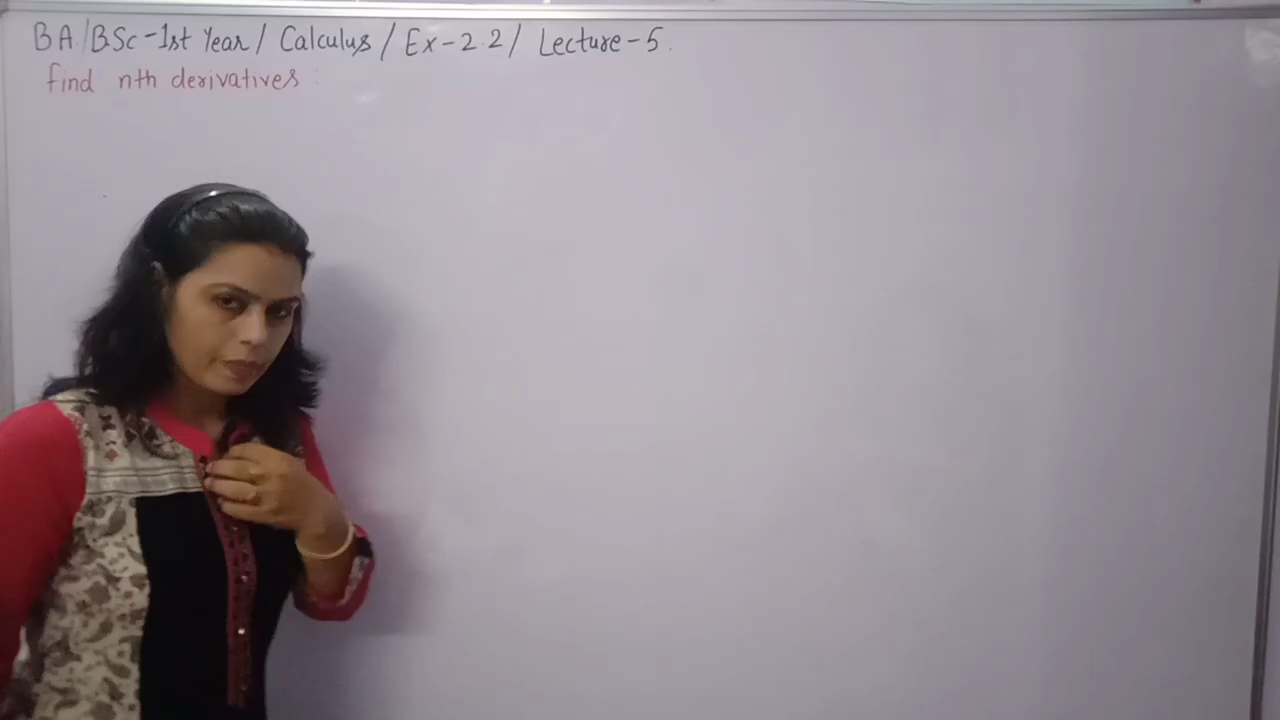 BA/BSc-1st Year/ Calculus / Ex-2.2/ Lecture-5.
find nth derivatives :